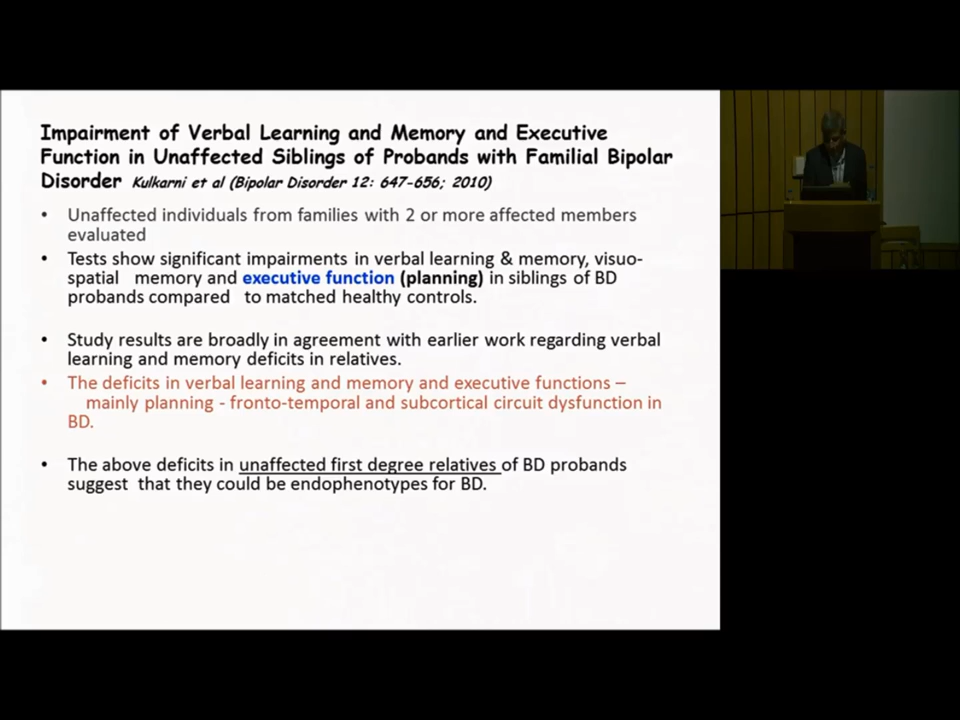 Impairment of Verbal Learning and Memory and Executive
Function in Unaffected Siblings of Probands with Familial Bipolar
Disorder Kulkarni et al (Bipolar Disorder 12: 647-656; 2010)
• Unaffected individuals from families with 2 or more affected members
evaluated
• Tests show significant impairments in verbal learning & memory, visuo-
spatial memory and executive function (planning) in siblings of BD
probands compared to matched healthy controls.
• Study results are broadly in agreement with earlier work regarding verbal
learning and memory deficits in relatives.
• The deficits in verbal learning and memory and executive functions –
mainly planning - fronto-temporal and subcortical circuit dysfunction in
BD.
• The above deficits in unaffected first degree relatives of BD probands
suggest that they could be endophenotypes for BD.